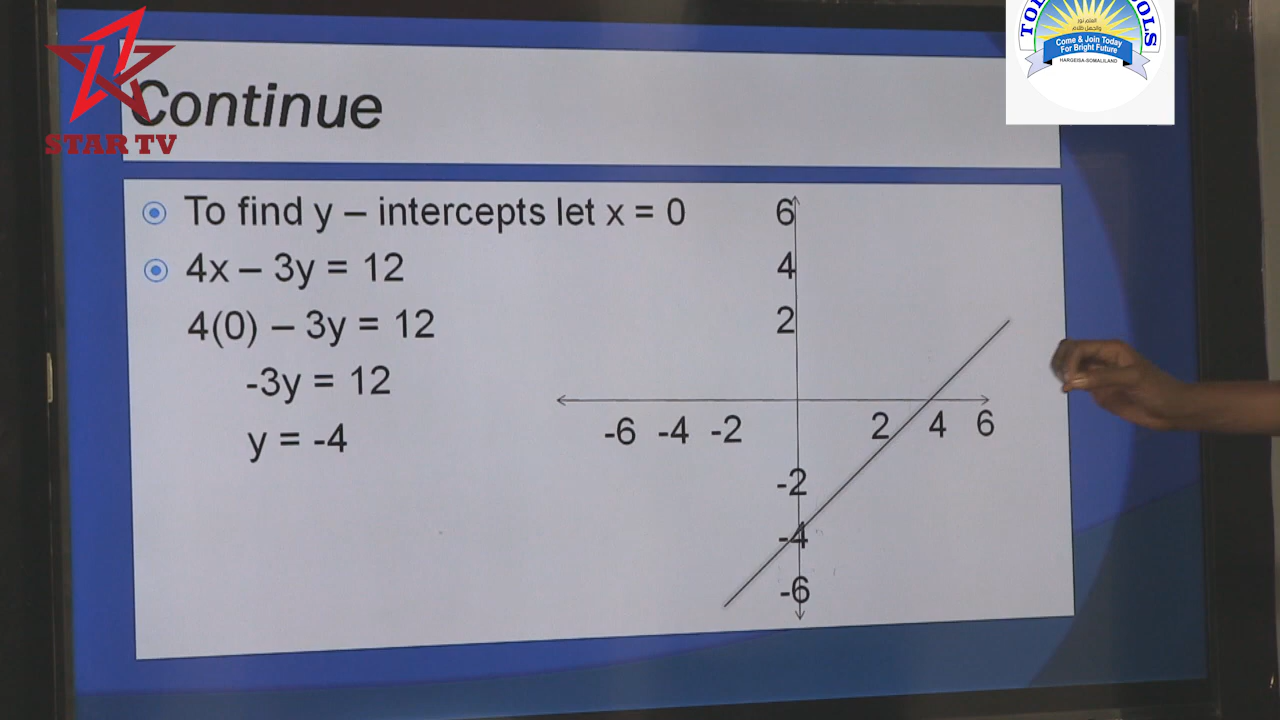 STAR TV
Continue
To find y – intercepts let x = 0
4x – 3y = 12
4(0) – 3y = 12
-3y = 12
y = -4
6
4
2
-6 -4 -2 2 4 6
-2
-4
-6
Come & Join Today
For Bright Future
HARGEISA-SOMALILAND